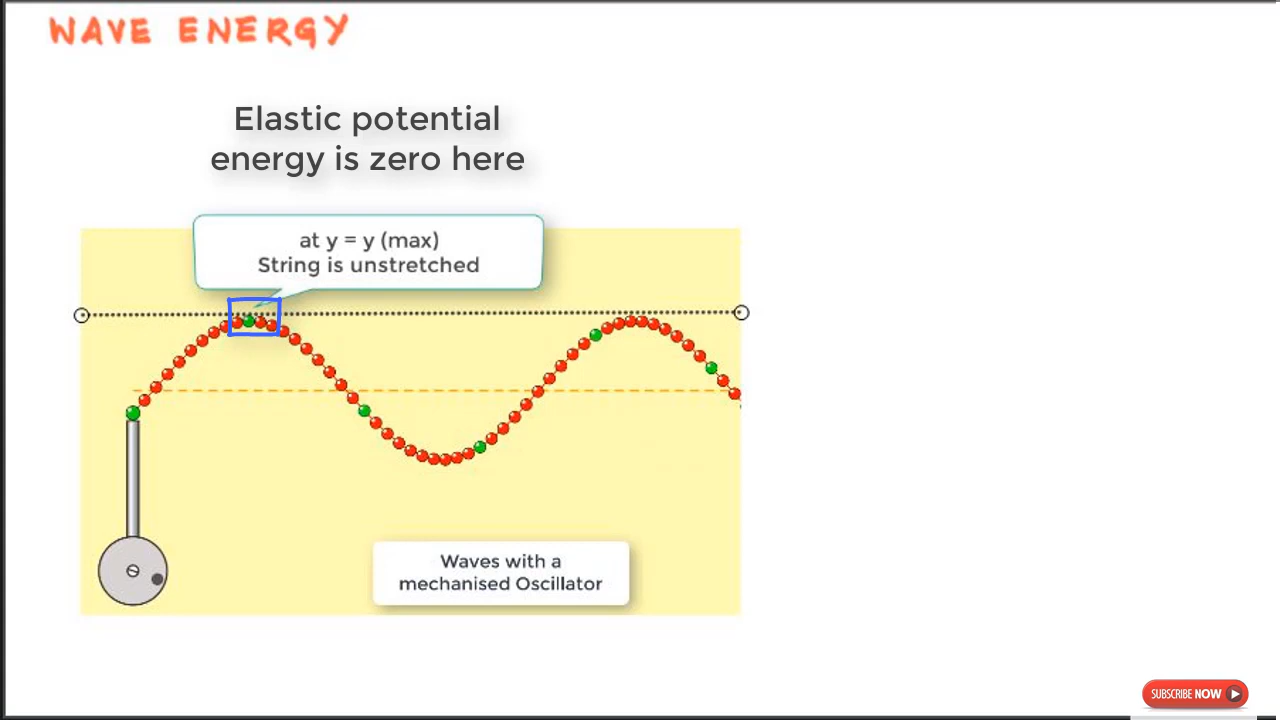 WAVE ENERGY
Elastic potential
energy is zero here
at y = y (max)
String is unstretched
Waves with a
mechanised Oscillator
SUBSCRIBE NOW